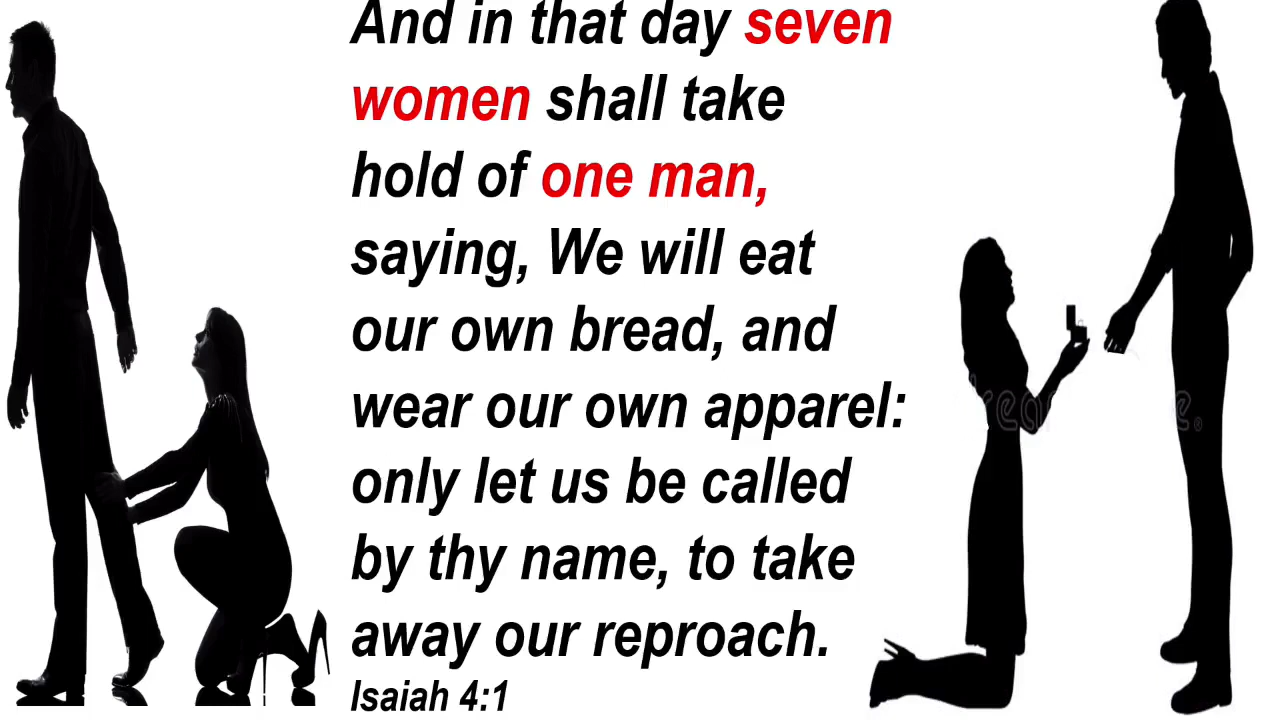 And in that day seven
women shall take
hold of one man,
saying, We will eat
our own bread, and
wear our own apparel:
only let us be called
by thy name, to take
away our reproach.
Isaiah 4:1